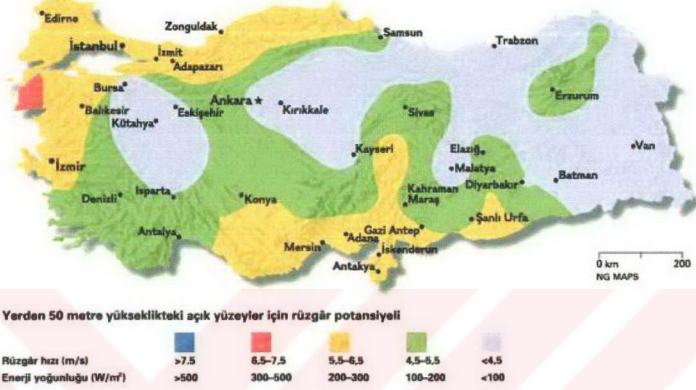 Edirne
Zonguldak
Samsun
Trabzon
İstanbul
İzmit
Adapazarı
Bursa
Ankara
Kırıkkale
Erzurum
Balıkesir
Eskişehir
Sivas
Kütahya
Kayseri
Elazığ
Van
İzmir
Malatya
Batman
Isparta
Kahraman
Maraş
Diyarbakır
Denizli
Konya
Antalya
Gazi Antep
Şanlı Urfa
Mersin
Adana
İskenderun
Antakya
0 km 200
NG MAPS
Yerden 50 metre yükseklikteki açık yüzeyler için rüzgâr potansiyeli
Rüzgâr hızı (m/s) >7.5 6,5–7,5 5,5–6,5 4,5–5,5 <4,5
Enerji yoğunluğu (W/m²) >500 300–500 200–300 100–200 <100